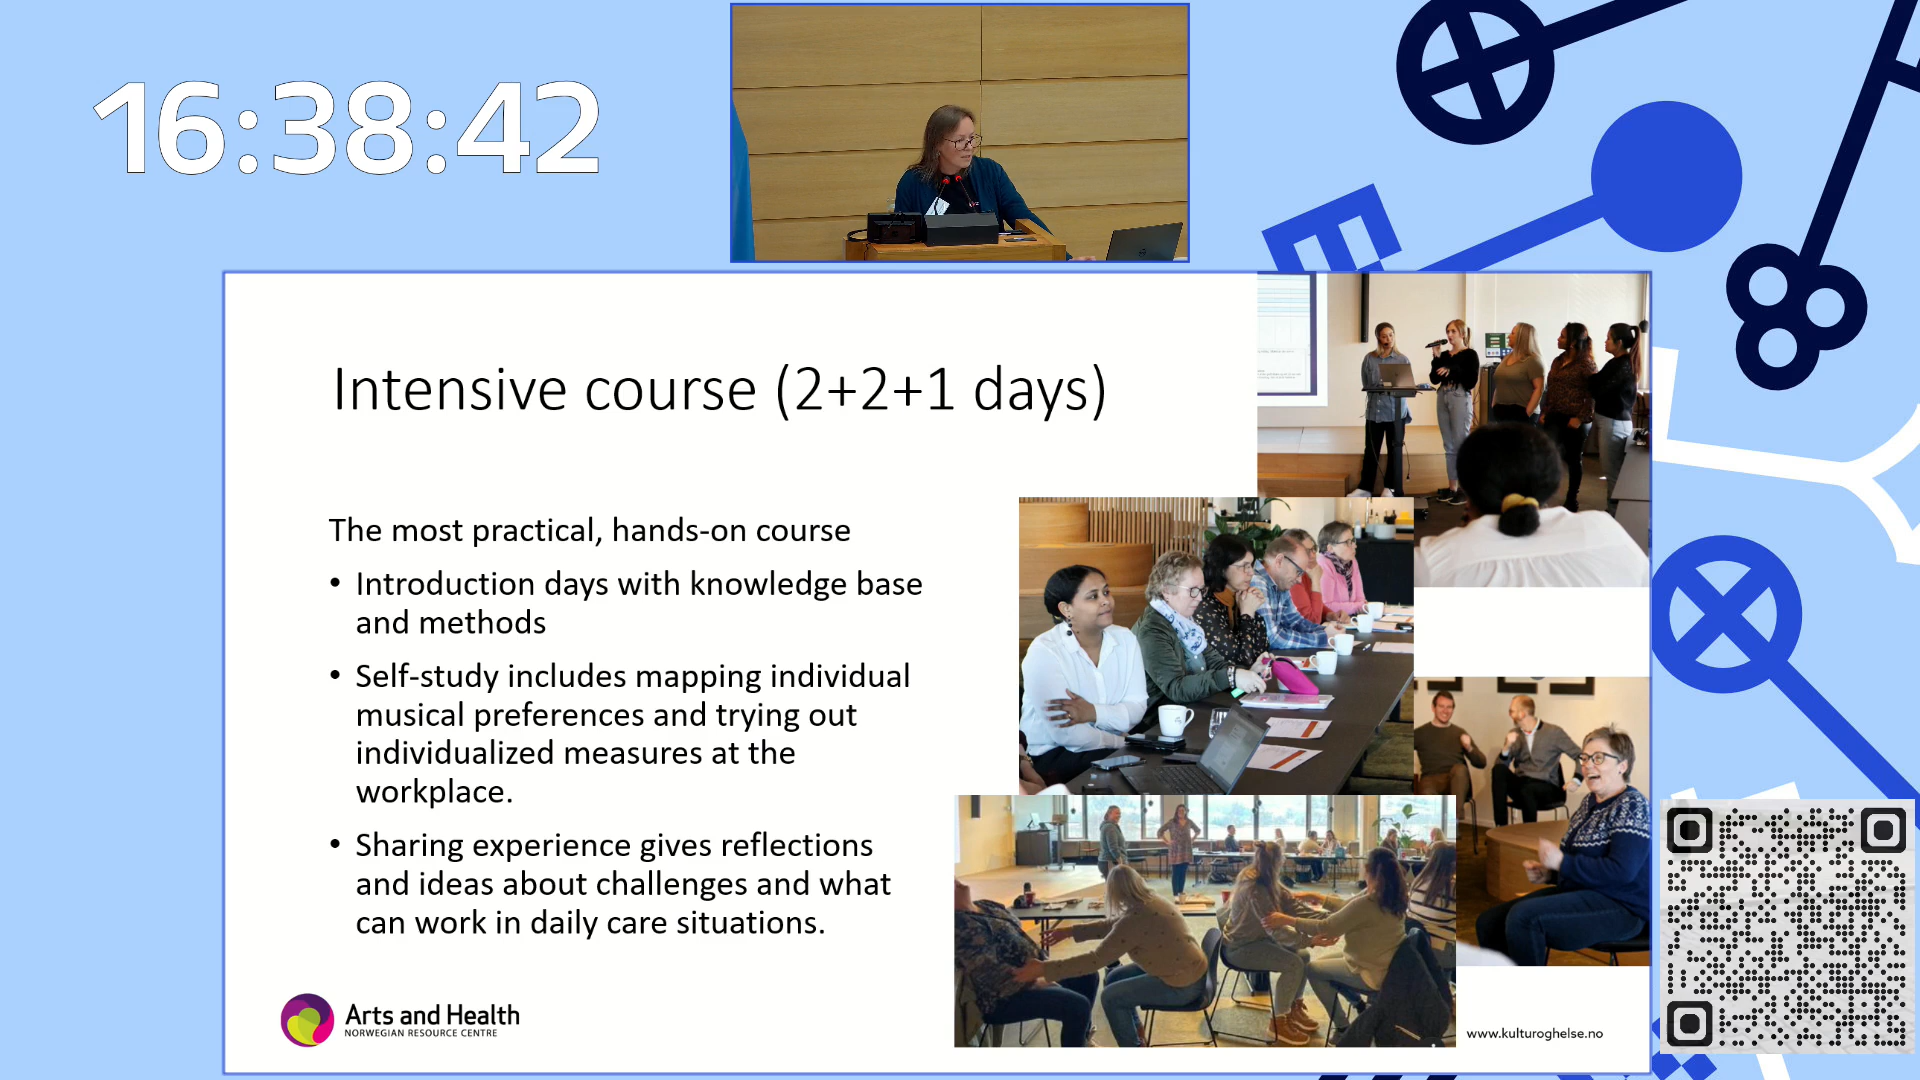 16:38:42
Intensive course (2+2+1 days)
The most practical, hands-on course
• Introduction days with knowledge base
and methods
• Self-study includes mapping individual
musical preferences and trying out
individualized measures at the
workplace.
• Sharing experience gives reflections
and ideas about challenges and what
can work in daily care situations.
Arts and Health
NORWEGIAN RESOURCE CENTRE
www.kulturoghelse.no